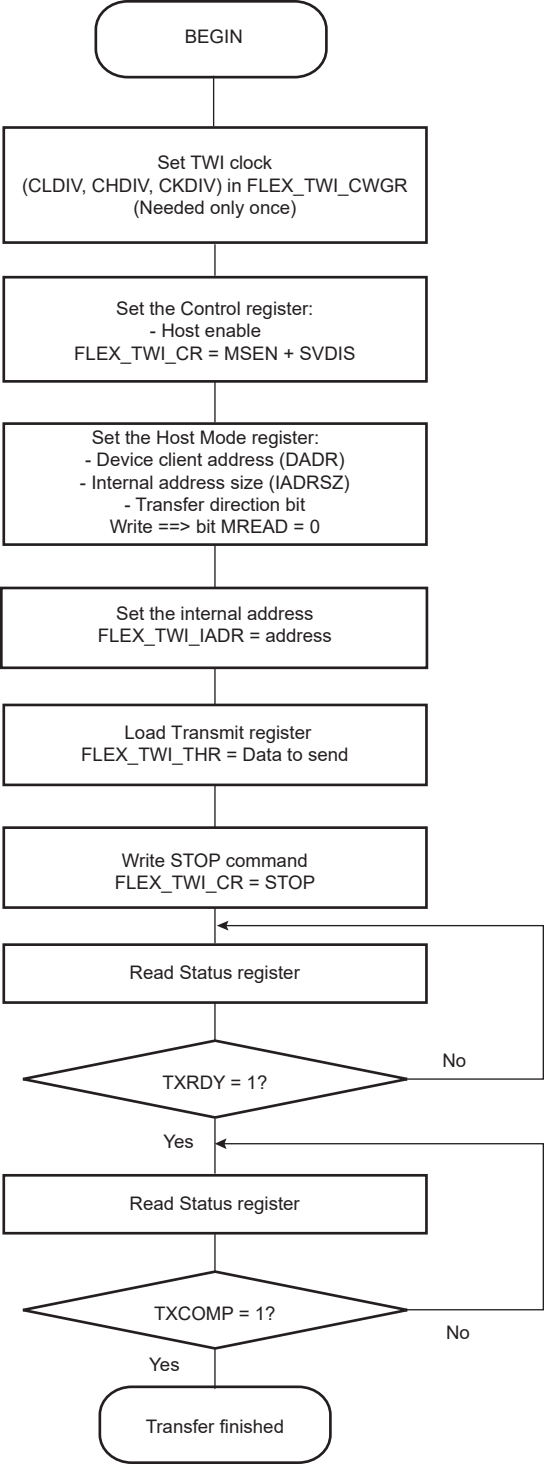 BEGIN
Set TWI clock
(CLDIV, CHDIV, CKDIV) in FLEX_TWI_CWGR
(Needed only once)
Set the Control register:
- Host enable
FLEX_TWI_CR = MSEN + SVDIS
Set the Host Mode register:
- Device client address (DADR)
- Internal address size (IADRSZ)
- Transfer direction bit
Write ==> bit MREAD = 0
Set the internal address
FLEX_TWI_IADR = address
Load Transmit register
FLEX_TWI_THR = Data to send
Write STOP command
FLEX_TWI_CR = STOP
Read Status register
TXRDY = 1?
No
Yes
Read Status register
TXCOMP = 1?
No
Yes
Transfer finished